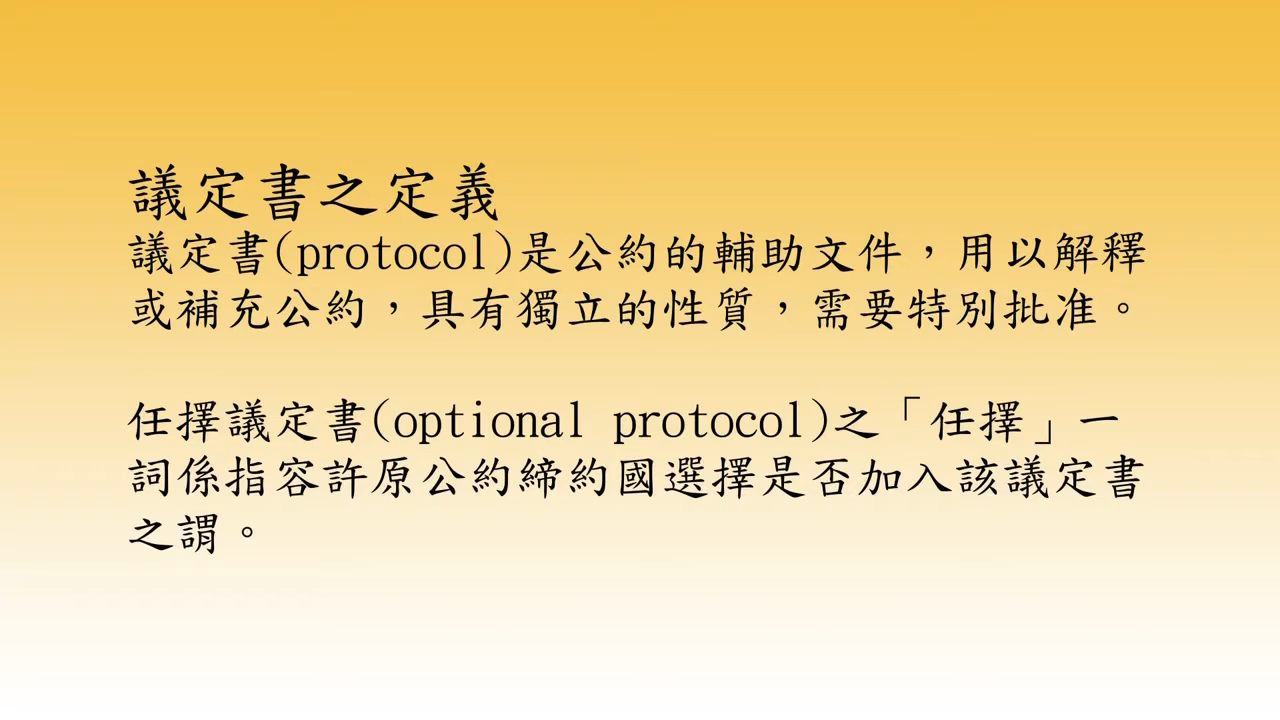 議定書之定義
議定書(protocol)是公約的輔助文件，用以解釋
或補充公約，具有獨立的性質，需要特別批准。
任擇議定書(optional protocol)之「任擇」一
詞係指容許原公約締約國選擇是否加入該議定書
之謂。